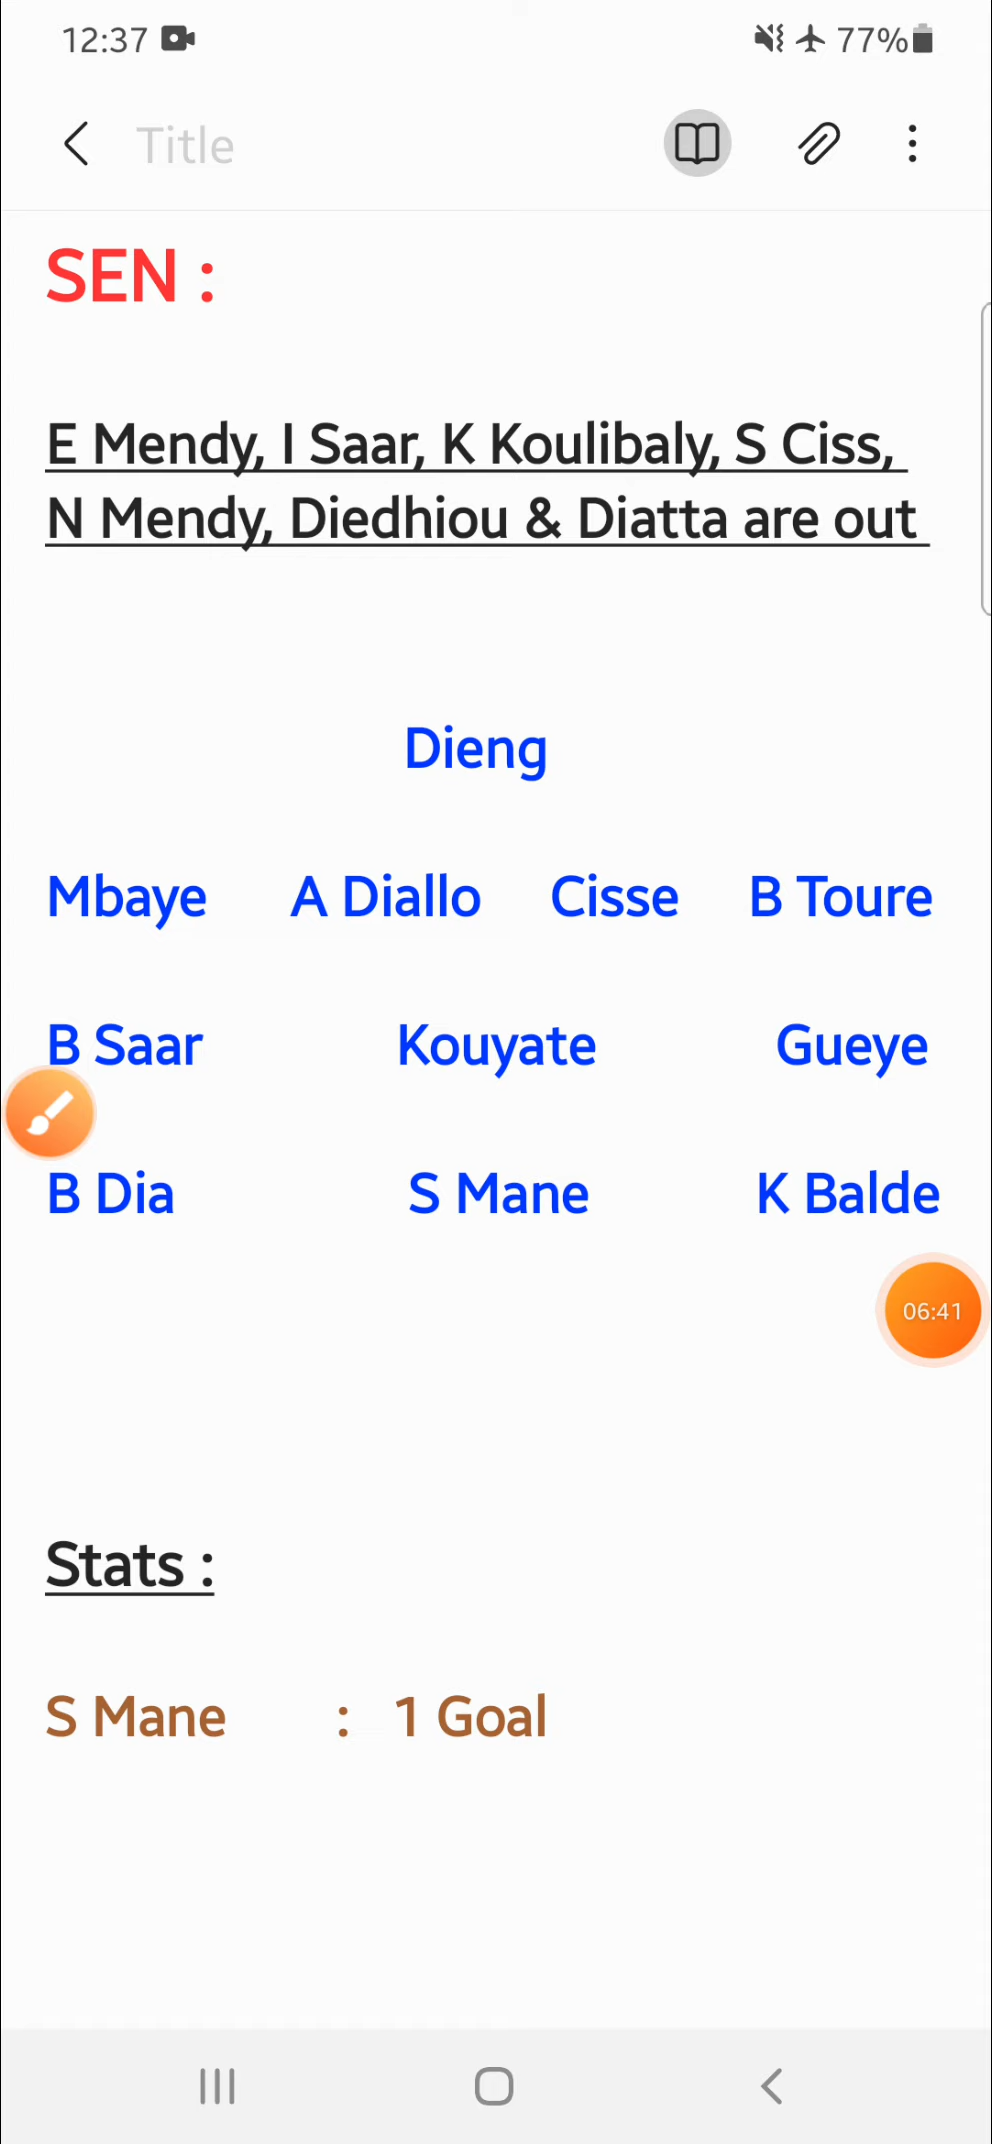 12:37 77%
Title
SEN :
E Mendy, I Saar, K Koulibaly, S Ciss,
N Mendy, Diedhiou & Diatta are out
Dieng
Mbaye A Diallo Cisse B Toure
B Saar Kouyate Gueye
B Dia S Mane K Balde
06:41
Stats :
S Mane : 1 Goal